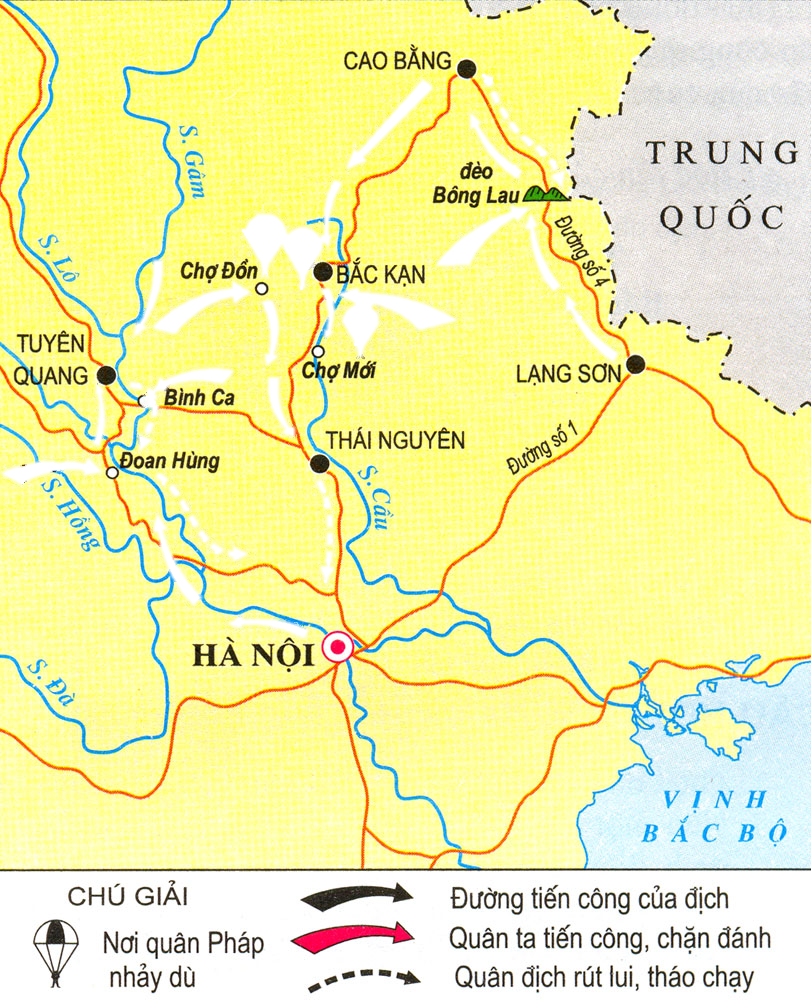 CAO BẰNG
TRUNG
QUỐC
S. Gâm
đèo
Bông Lau
Đường số 4
S. Lô
Chợ Đồn
BẮC KẠN
TUYÊN
QUANG
Chợ Mới
LẠNG SƠN
Bình Ca
THÁI NGUYÊN
Đường số 1
Đoan Hùng
S. Hồng
S. Cầu
HÀ NỘI
S. Đà
VỊNH
BẮC BỘ
CHÚ GIẢI
Nơi quân Pháp
nhảy dù
Đường tiến công của địch
Quân ta tiến công, chặn đánh
Quân địch rút lui, tháo chạy